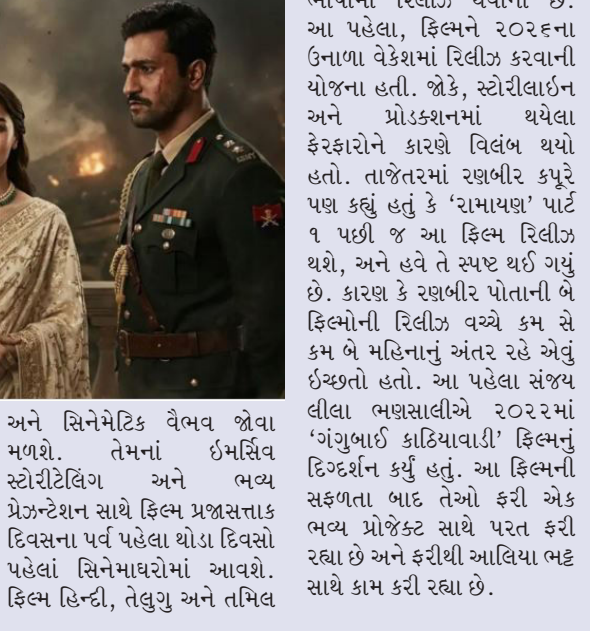 અને સિનેમેટિક વૈભવ જોવા
મળશે. તેમનાં ઇમર્સિવ
સ્ટોરીટેલિંગ અને ભવ્ય
પ્રેઝન્ટેશન સાથે ફિલ્મ પ્રજાસત્તાક
દિવસના પર્વ પહેલા થોડા દિવસો
પહેલાં સિનેમાઘરોમાં આવશે.
ફિલ્મ હિન્દી, તેલુગુ અને તમિલ
ભાષામાં રિલીઝ થવાની છે.
આ પહેલા, ફિલ્મને ૨૦૨૬ના
ઉનાળા વેકેશમાં રિલીઝ કરવાની
યોજના હતી. જોકે, સ્ટોરીલાઇન
અને પ્રોડક્શનમાં થયેલા
ફેરફારોને કારણે વિલંબ થયો
હતો. તાજેતરમાં રણબીર કપૂરે
પણ કહ્યું હતું કે ‘રામાયણ’ પાર્ટ
૧ પછી જ આ ફિલ્મ રિલીઝ
થશે, અને હવે તે સ્પષ્ટ થઈ ગયું
છે. કારણ કે રણબીર પોતાની બે
ફિલ્મોની રિલીઝ વચ્ચે કમ સે
કમ બે મહિનાનું અંતર રહે એવું
ઇચ્છતો હતો. આ પહેલા સંજય
લીલા ભણસાલીએ ૨૦૨૨માં
‘ગંગુબાઈ કાઠિયાવાડી’ ફિલ્મનું
દિગ્દર્શન કર્યું હતું. આ ફિલ્મની
સફળતા બાદ તેઓ ફરી એક
ભવ્ય પ્રોજેક્ટ સાથે પરત ફરી
રહ્યા છે અને ફરીથી આલિયા ભટ્ટ
સાથે કામ કરી રહ્યા છે.